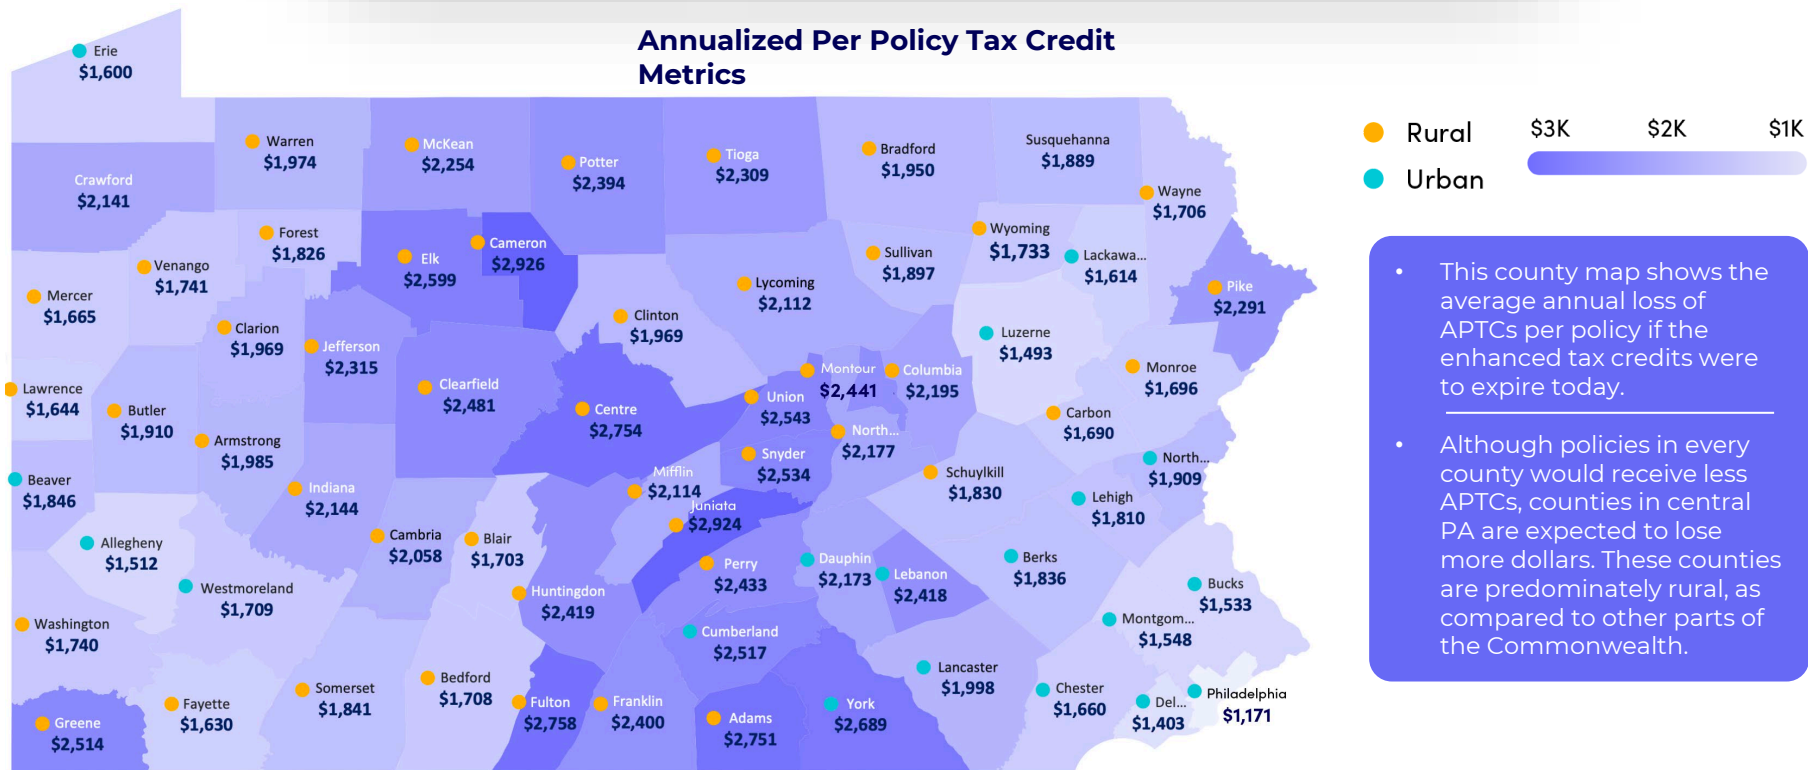 Annualized Per Policy Tax Credit
Metrics
Erie
$1,600
Warren
$1,974
McKean
$2,254
Potter
$2,394
Tioga
$2,309
Bradford
$1,950
Susquehanna
$1,889
Wayne
$1,706
Crawford
$2,141
Forest
$1,826
Venango
$1,741
Mercer
$1,665
Elk
$2,599
Cameron
$2,926
Lycoming
$2,112
Sullivan
$1,897
Wyoming
$1,733
Lackawa...
$1,614
Pike
$2,291
Clarion
$1,969
Jefferson
$2,315
Clinton
$1,969
Luzerne
$1,493
Monroe
$1,696
Lawrence
$1,644
Butler
$1,910
Armstrong
$1,985
Clearfield
$2,481
Centre
$2,754
Union
$2,543
Montour
$2,441
Columbia
$2,195
Carbon
$1,690
North...
$2,177
Snyder
$2,534
Mifflin
$2,114
Juniata
$2,924
Schuylkill
$1,830
North...
$1,909
Lehigh
$1,810
Beaver
$1,846
Indiana
$2,144
Cambria
$2,058
Blair
$1,703
Allegheny
$1,512
Westmoreland
$1,709
Huntingdon
$2,419
Perry
$2,433
Dauphin
$2,173
Lebanon
$2,418
Berks
$1,836
Bucks
$1,533
Montgom...
$1,548
Washington
$1,740
Cumberland
$2,517
Lancaster
$1,998
Chester
$1,660
Del...
$1,403
Philadelphia
$1,171
Greene
$2,514
Fayette
$1,630
Somerset
$1,841
Bedford
$1,708
Fulton
$2,758
Franklin
$2,400
Adams
$2,751
York
$2,689
Rural
Urban
$3K $2K $1K
• This county map shows the
average annual loss of
APTCs per policy if the
enhanced tax credits were
to expire today.
• Although policies in every
county would receive less
APTCs, counties in central
PA are expected to lose
more dollars. These counties
are predominately rural, as
compared to other parts of
the Commonwealth.